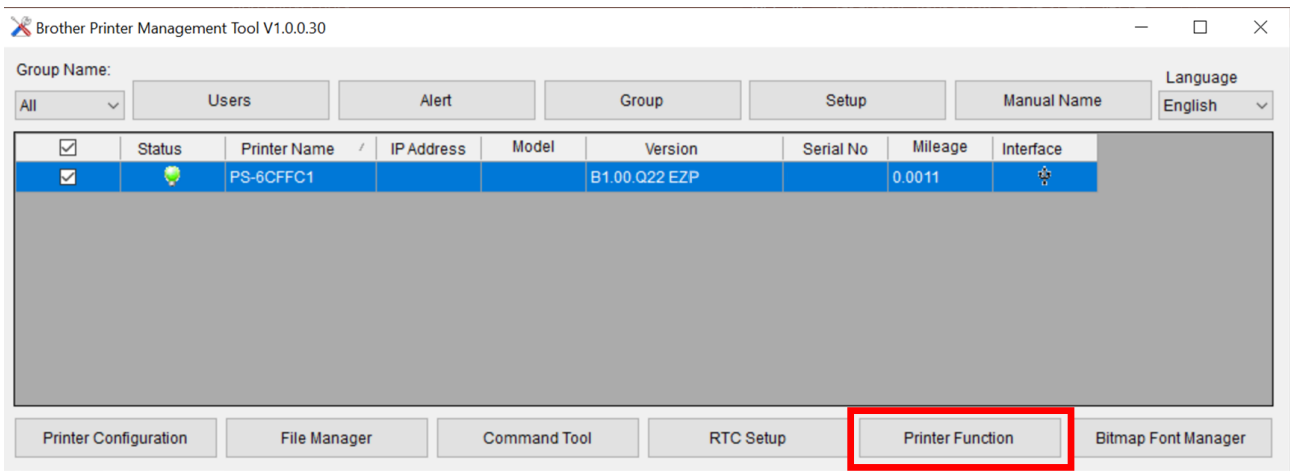 Brother Printer Management Tool V1.0.0.30
Group Name:
Language
All Users Alert Group Setup Manual Name English
Status Printer Name / IP Address Model Version Serial No Mileage Interface
PS-6CFFC1 B1.00.Q22 EZP 0.0011
Printer Configuration File Manager Command Tool RTC Setup Printer Function Bitmap Font Manager